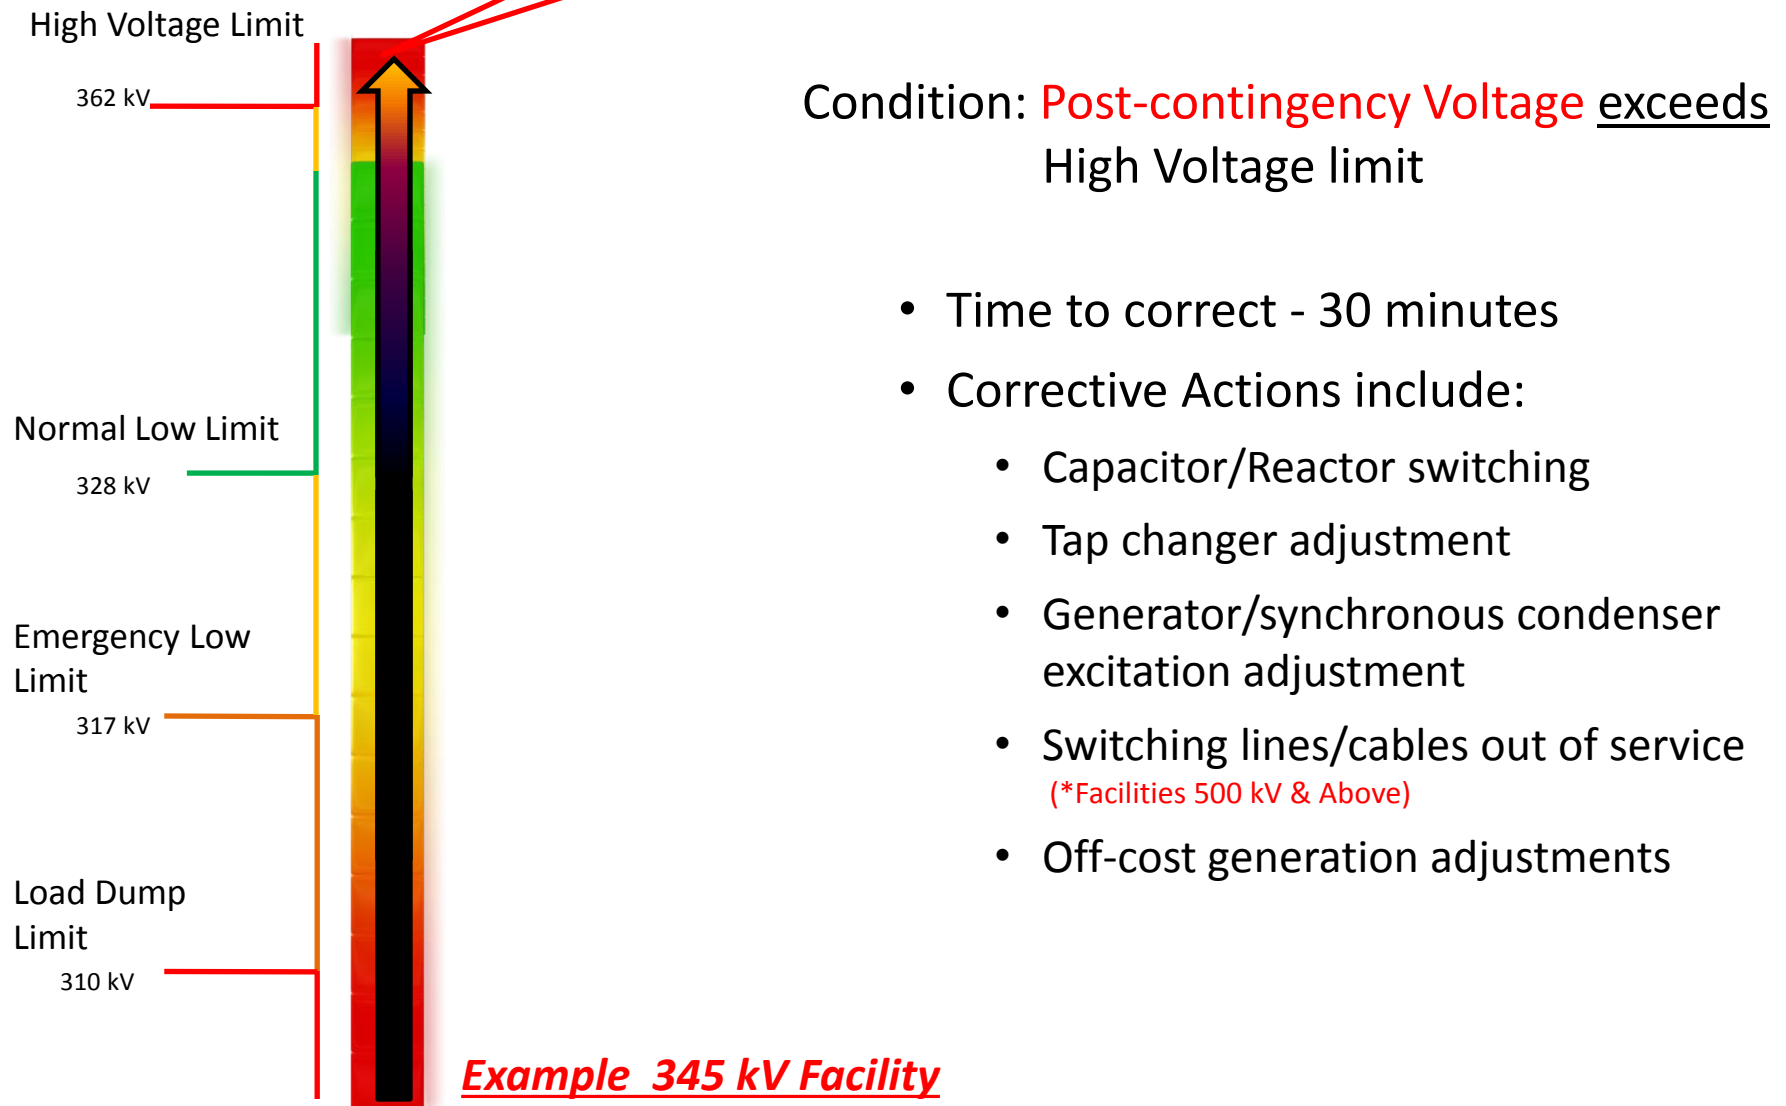 High Voltage Limit
362 kV
Normal Low Limit
328 kV
Emergency Low
Limit
317 kV
Load Dump
Limit
310 kV
Condition: Post-contingency Voltage exceeds
High Voltage limit
• Time to correct - 30 minutes
• Corrective Actions include:
• Capacitor/Reactor switching
• Tap changer adjustment
• Generator/synchronous condenser
excitation adjustment
• Switching lines/cables out of service
(*Facilities 500 kV & Above)
• Off-cost generation adjustments
Example 345 kV Facility